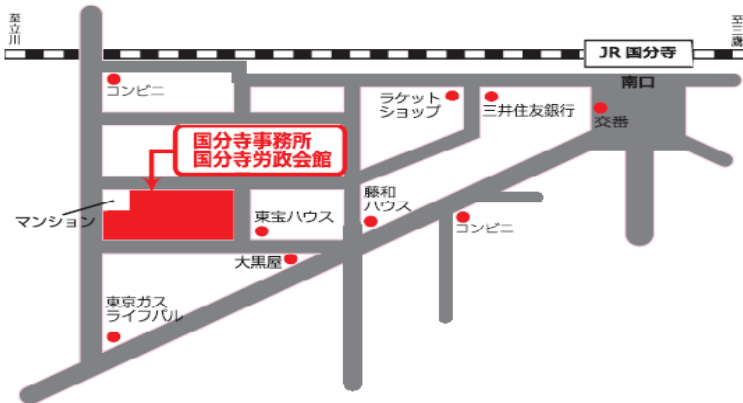 至立川
至三鷹
JR 国分寺
南口
コンビニ
ラケット
ショップ
三井住友銀行
交番
国分寺事務所
国分寺労政会館
マンション
東宝ハウス
藤和
ハウス
コンビニ
大黒屋
東京ガス
ライフパル